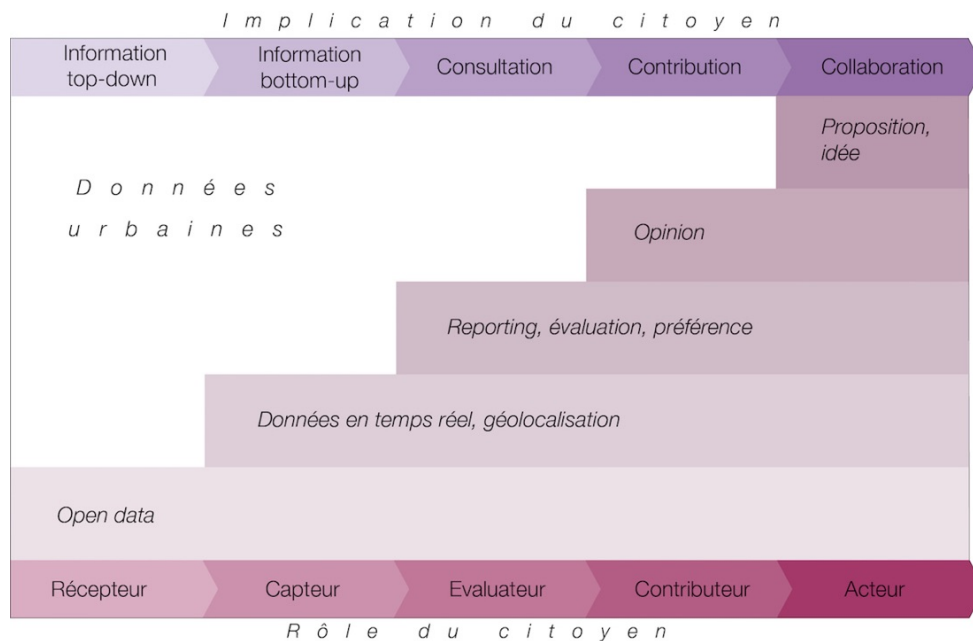 Implication du citoyen
Information
top-down
Information
bottom-up
Consultation
Contribution
Collaboration
Proposition,
idée
Données
urbaines
Opinion
Reporting, évaluation, préférence
Données en temps réel, géolocalisation
Open data
Récepteur
Capteur
Evaluateur
Contributeur
Acteur
Rôle du citoyen